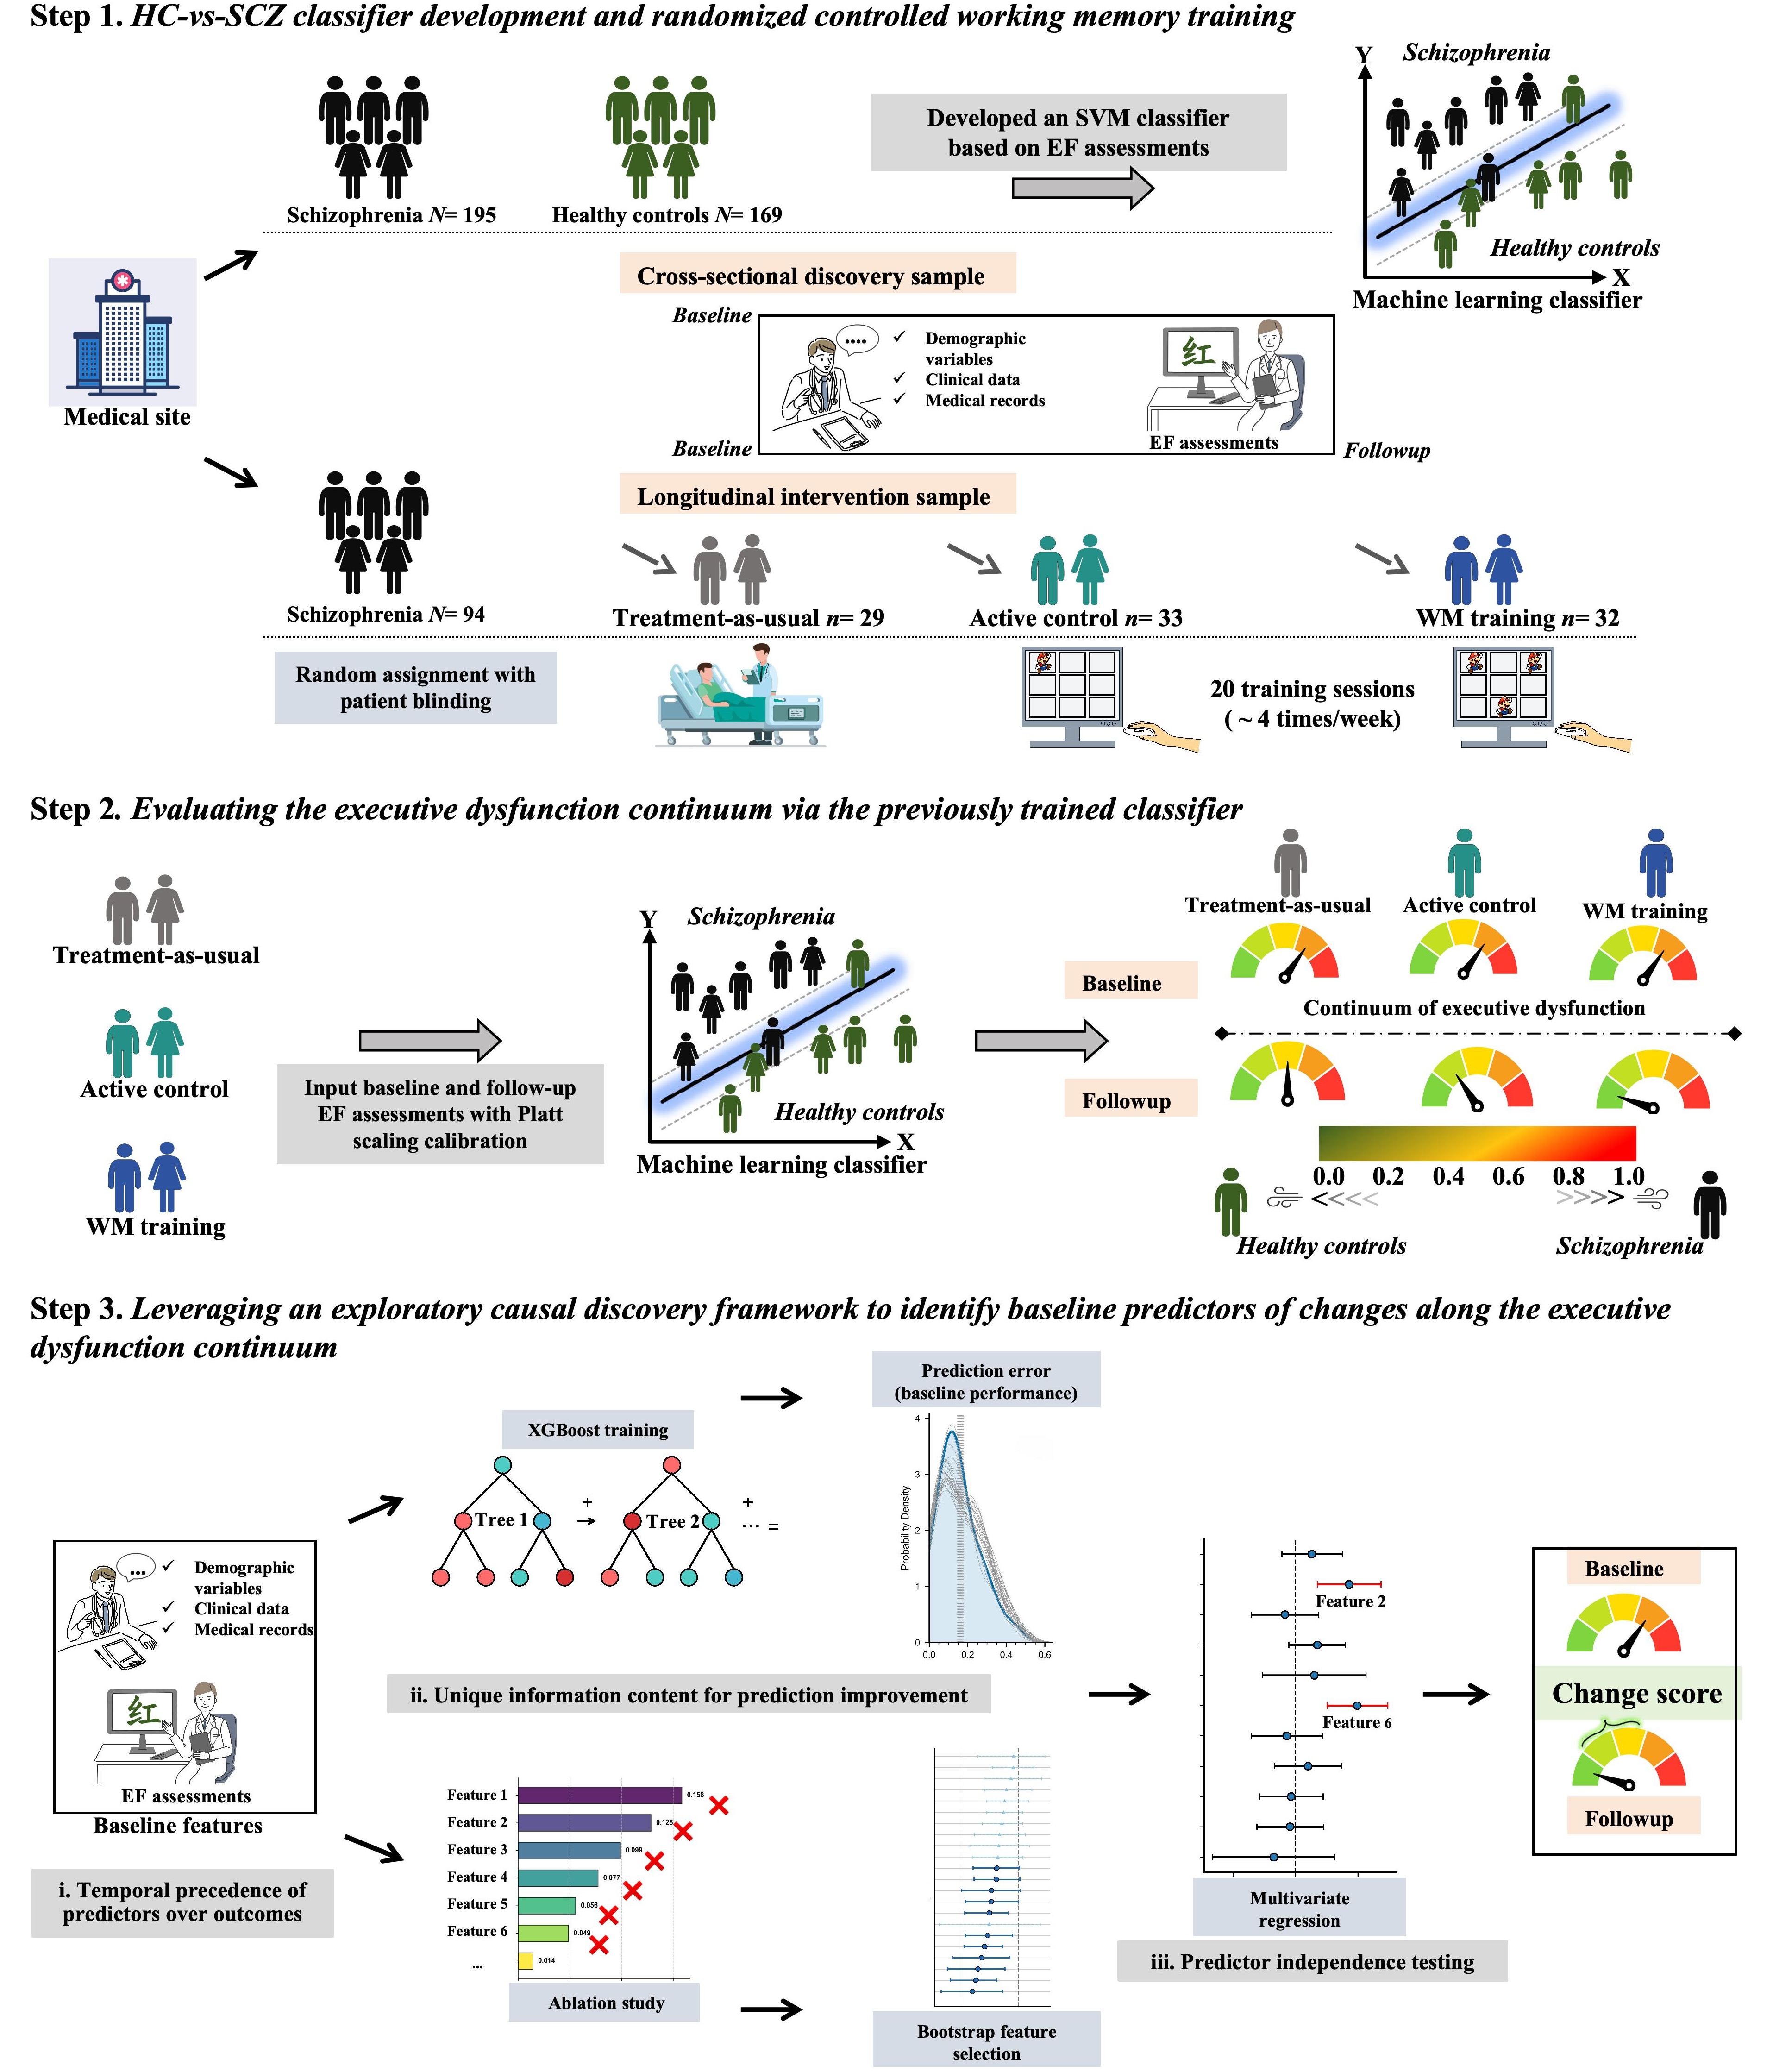 Step 1. HC-vs-SCZ classifier development and randomized controlled working memory training
Schizophrenia N= 195
Healthy controls N= 169
Developed an SVM classifier
based on EF assessments
Y
Schizophrenia
Healthy controls
X
Machine learning classifier
Medical site
Cross-sectional discovery sample
Baseline
✓ Demographic
variables
✓ Clinical data
✓ Medical records
红
EF assessments
Baseline
Followup
Longitudinal intervention sample
Schizophrenia N= 94
Treatment-as-usual n= 29
Active control n= 33
WM training n= 32
Random assignment with
patient blinding
20 training sessions
( ~ 4 times/week)
Step 2. Evaluating the executive dysfunction continuum via the previously trained classifier
Treatment-as-usual
Active control
WM training
Input baseline and follow-up
EF assessments with Platt
scaling calibration
Y
Schizophrenia
Healthy controls
X
Machine learning classifier
Treatment-as-usual
Active control
WM training
Baseline
Continuum of executive dysfunction
Followup
0.0 0.2 0.4 0.6 0.8 1.0
<<<<
>>>>
Healthy controls
Schizophrenia
Step 3. Leveraging an exploratory causal discovery framework to identify baseline predictors of changes along the executive
dysfunction continuum
✓ Demographic
variables
✓ Clinical data
✓ Medical records
红
EF assessments
Baseline features
i. Temporal precedence of
predictors over outcomes
XGBoost training
Tree 1
+
→
Tree 2
+
... =
Prediction error
(baseline performance)
Probability Density
4
3
2
1
0
0.0 0.2 0.4 0.6
ii. Unique information content for prediction improvement
Feature 1 0.158
Feature 2 0.128
Feature 3 0.099
Feature 4 0.077
Feature 5 0.056
Feature 6 0.049
... 0.014
Ablation study
Bootstrap feature
selection
Feature 2
Feature 6
Multivariate
regression
iii. Predictor independence testing
Baseline
Change score
Followup